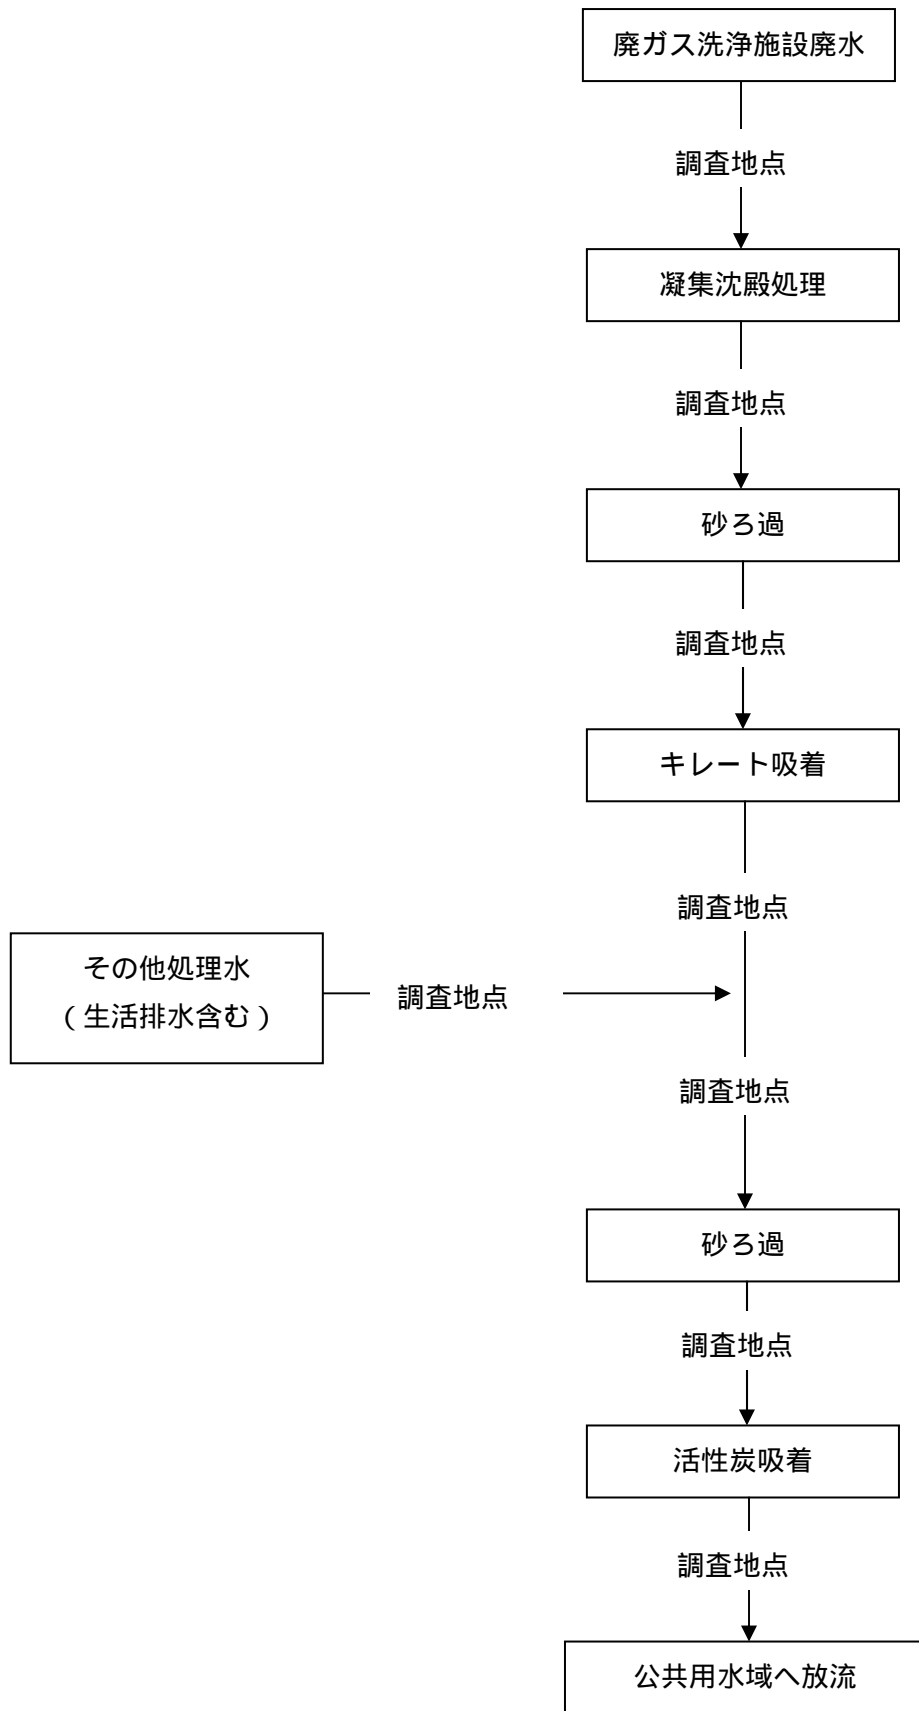 廃ガス洗浄施設廃水
調査地点
凝集沈殿処理
調査地点
砂ろ過
調査地点
キレート吸着
調査地点
その他処理水
（生活排水含む）
調査地点
調査地点
砂ろ過
調査地点
活性炭吸着
調査地点
公共用水域へ放流